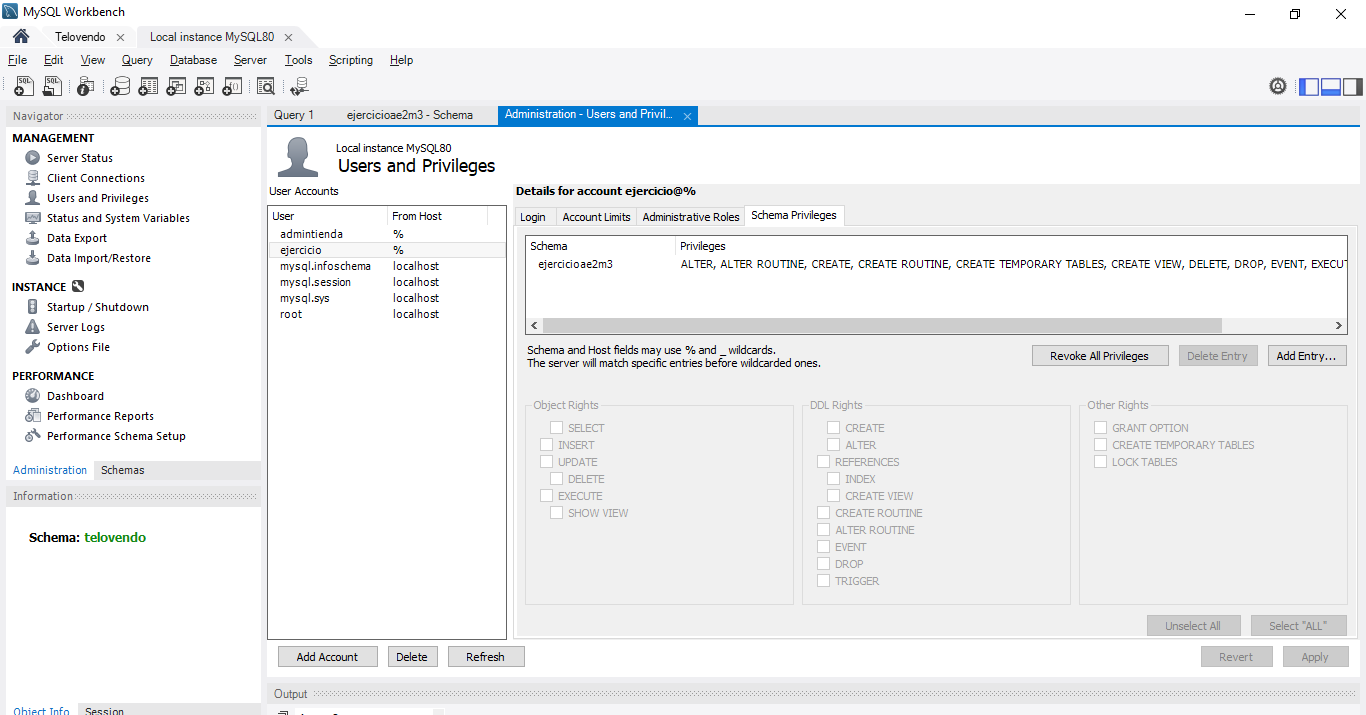 MySQL Workbench
Telovendo
Local instance MySQL80
File Edit View Query Database Server Tools Scripting Help
Navigator
MANAGEMENT
Server Status
Client Connections
Users and Privileges
Status and System Variables
Data Export
Data Import/Restore
INSTANCE
Startup / Shutdown
Server Logs
Options File
PERFORMANCE
Dashboard
Performance Reports
Performance Schema Setup
Administration Schemas
Information
Schema: telovendo
Object Info Session
Query 1
ejercicioae2m3 - Schema
Administration - Users and Privil...
Local instance MySQL80
Users and Privileges
User Accounts
User From Host
admintienda %
ejercicio %
mysql.infoschema localhost
mysql.session localhost
mysql.sys localhost
root localhost
Add Account Delete Refresh
Details for account ejercicio@%
Login Account Limits Administrative Roles Schema Privileges
Schema Privileges
ejercicioae2m3 ALTER, ALTER ROUTINE, CREATE, CREATE ROUTINE, CREATE TEMPORARY TABLES, CREATE VIEW, DELETE, DROP, EVENT, EXECUT
Schema and Host fields may use % and _ wildcards.
The server will match specific entries before wildcarded ones.
Revoke All Privileges Delete Entry Add Entry...
Object Rights
SELECT
INSERT
UPDATE
DELETE
EXECUTE
SHOW VIEW
DDL Rights
CREATE
ALTER
REFERENCES
INDEX
CREATE VIEW
CREATE ROUTINE
ALTER ROUTINE
EVENT
DROP
TRIGGER
Other Rights
GRANT OPTION
CREATE TEMPORARY TABLES
LOCK TABLES
Unselect All Select "ALL"
Revert Apply
Output